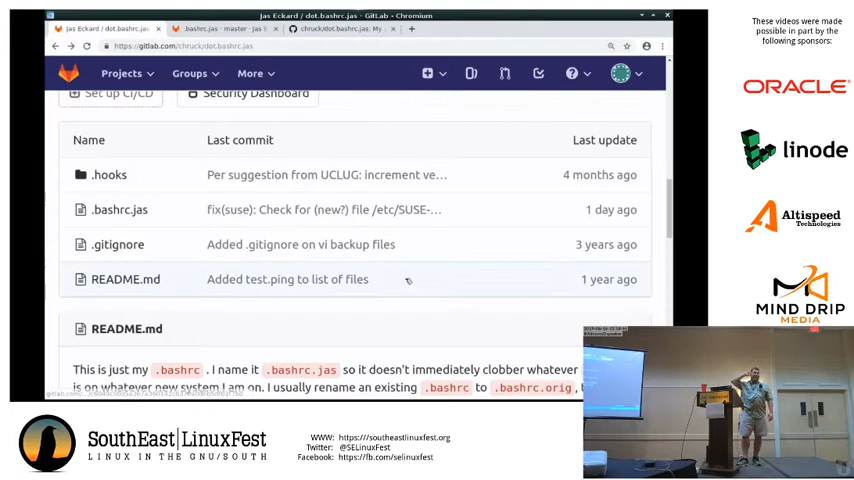 Jas Eckard / dot.bashrc.jas · GitLab - Chromium
Jas Eckard / dot.bashrc.jas
.bashrc.jas · master · Jas E
chruck/dot.bashrc.jas: My
https://gitlab.com/chruck/dot.bashrc.jas
Projects Groups More
Set up CI/CD Security Dashboard
Name Last commit Last update
.hooks Per suggestion from UCLUG: increment ve… 4 months ago
.bashrc.jas fix(suse): Check for (new?) file /etc/SUSE-… 1 day ago
.gitignore Added .gitignore on vi backup files 3 years ago
README.md Added test.ping to list of files 1 year ago
README.md
This is just my .bashrc . I name it .bashrc.jas so it doesn't immediately clobber whatever
is on whatever new system I am on. I usually rename an existing .bashrc to .bashrc.orig ,
These videos were made
possible in part by the
following sponsors:
ORACLE
linode
Altispeed
Technologies
MIND DRIP
MEDIA
SouthEast|LinuxFest
LINUX IN THE GNU/SOUTH
WWW: https://southeastlinuxfest.org
Twitter: @SELinuxFest
Facebook: https://fb.com/selinuxfest